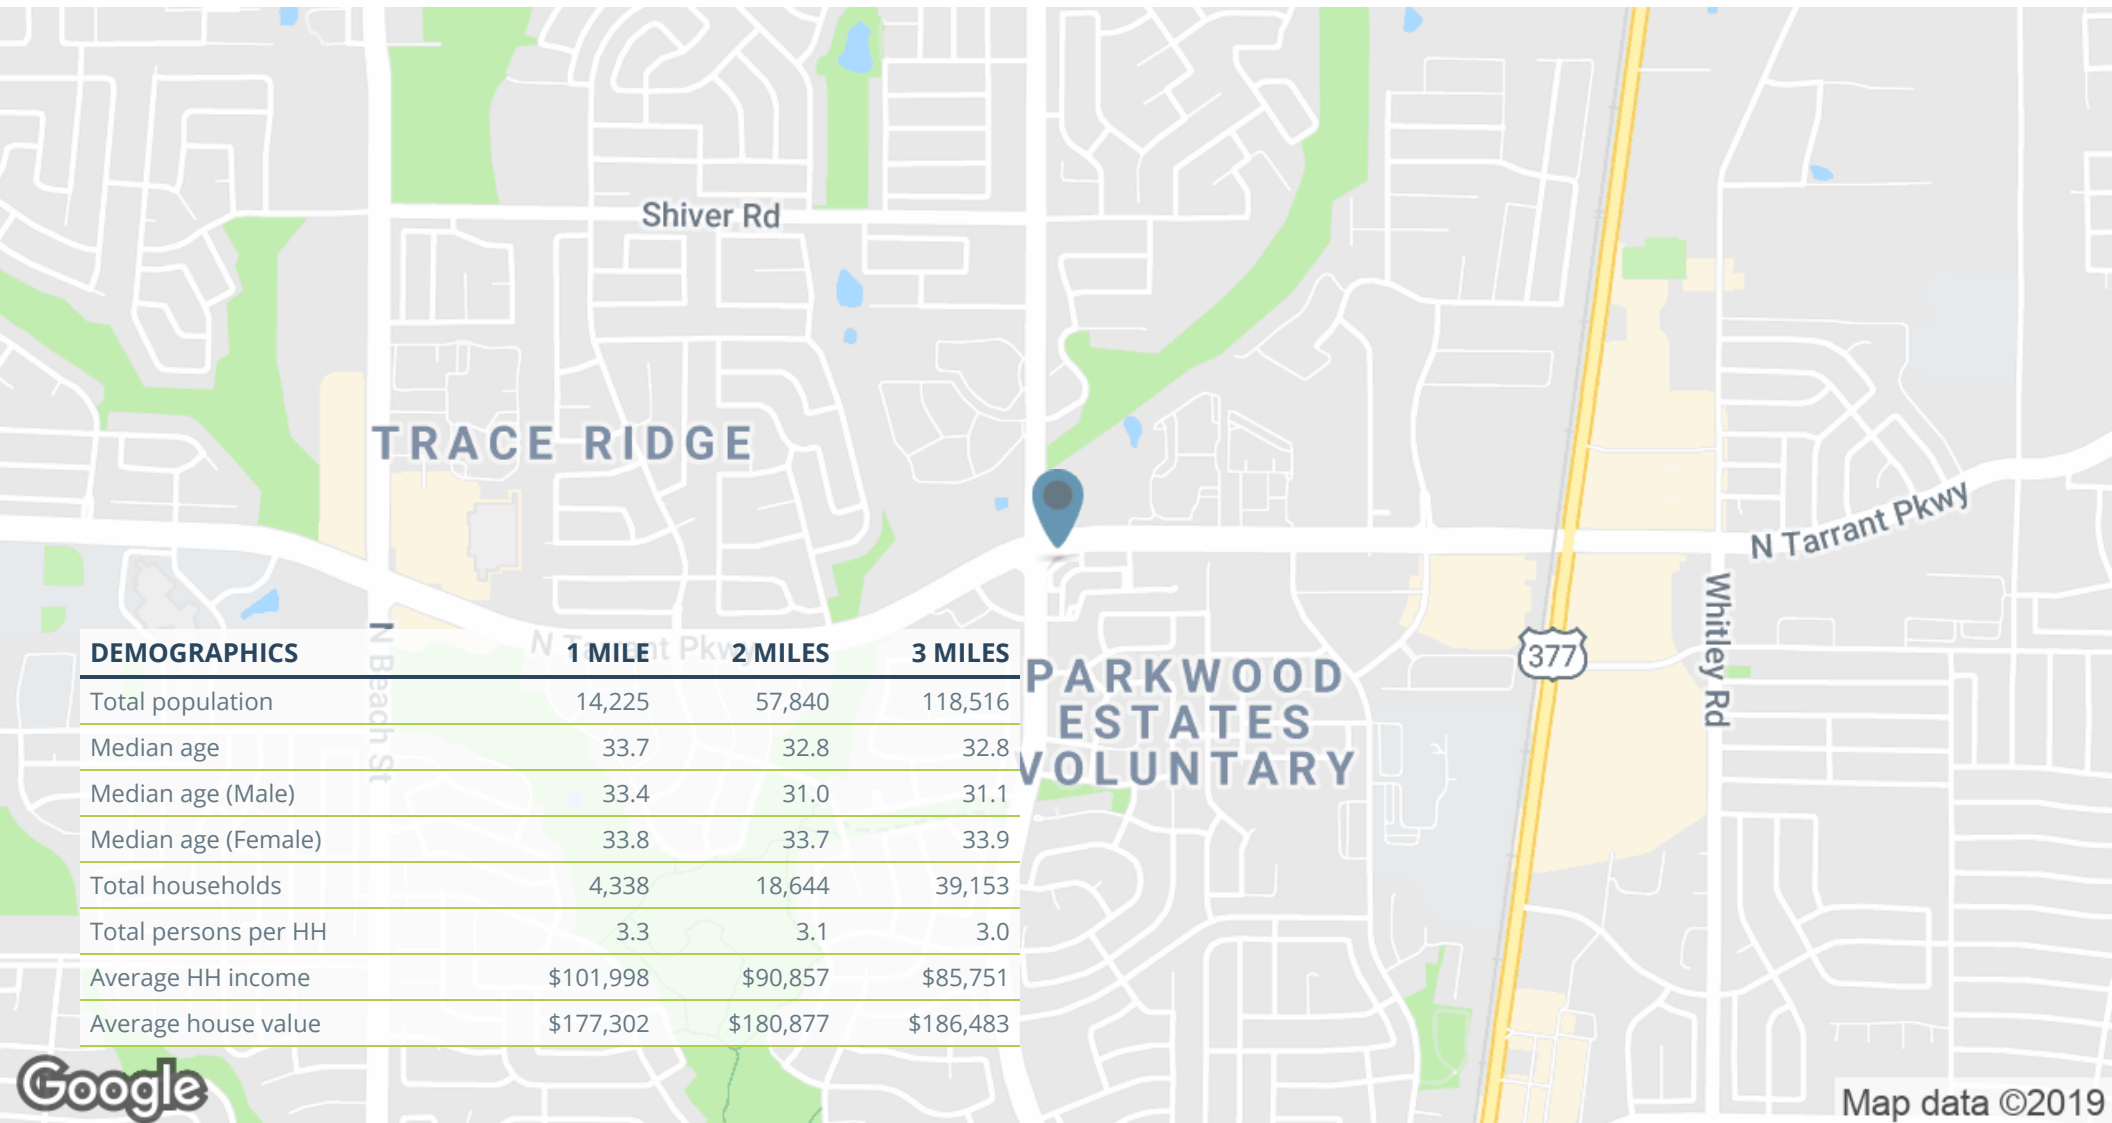 Shiver Rd
TRACE RIDGE
N Tarrant Pkwy
Whitley Rd
377
N Tarrant Pkwy
N Beach St
PARKWOOD
ESTATES
VOLUNTARY
DEMOGRAPHICS 1 MILE 2 MILES 3 MILES
Total population 14,225 57,840 118,516
Median age 33.7 32.8 32.8
Median age (Male) 33.4 31.0 31.1
Median age (Female) 33.8 33.7 33.9
Total households 4,338 18,644 39,153
Total persons per HH 3.3 3.1 3.0
Average HH income $101,998 $90,857 $85,751
Average house value $177,302 $180,877 $186,483
Google
Map data ©2019